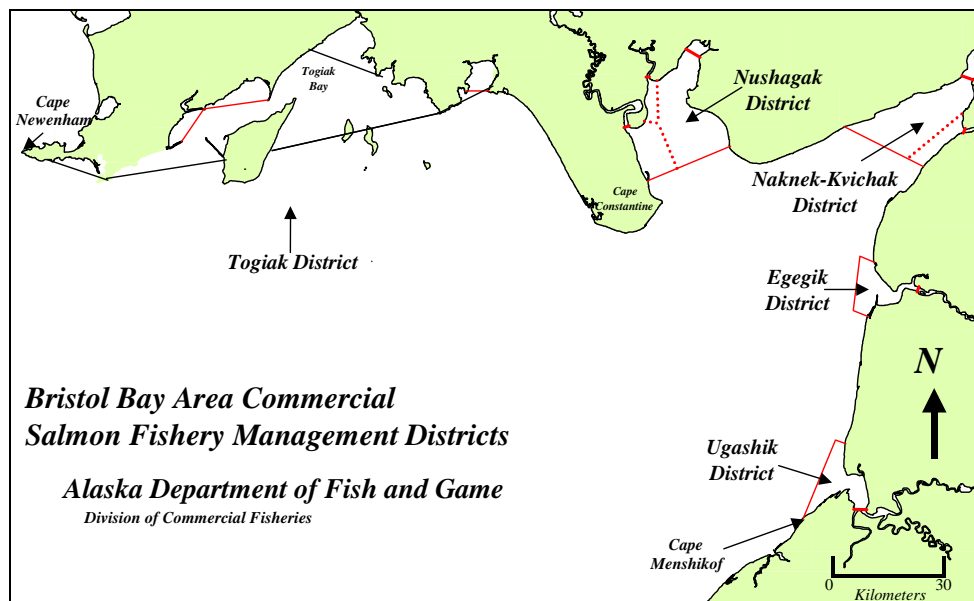 Togiak
Bay
Cape
Newenham
Nushagak
District
Naknek-Kvichak
District
Cape
Constantine
Togiak District
Egegik
District
N
Bristol Bay Area Commercial
Salmon Fishery Management Districts
Alaska Department of Fish and Game
Division of Commercial Fisheries
Ugashik
District
Cape
Menshikof
0 30
Kilometers